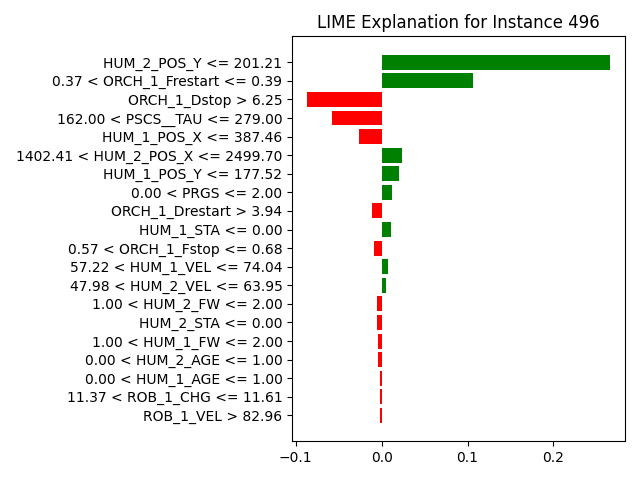 LIME Explanation for Instance 496
HUM_2_POS_Y <= 201.21
0.37 < ORCH_1_Frestart <= 0.39
ORCH_1_Dstop > 6.25
162.00 < PSCS__TAU <= 279.00
HUM_1_POS_X <= 387.46
1402.41 < HUM_2_POS_X <= 2499.70
HUM_1_POS_Y <= 177.52
0.00 < PRGS <= 2.00
ORCH_1_Drestart > 3.94
HUM_1_STA <= 0.00
0.57 < ORCH_1_Fstop <= 0.68
57.22 < HUM_1_VEL <= 74.04
47.98 < HUM_2_VEL <= 63.95
1.00 < HUM_2_FW <= 2.00
HUM_2_STA <= 0.00
1.00 < HUM_1_FW <= 2.00
0.00 < HUM_2_AGE <= 1.00
0.00 < HUM_1_AGE <= 1.00
11.37 < ROB_1_CHG <= 11.61
ROB_1_VEL > 82.96
−0.1 0.0 0.1 0.2